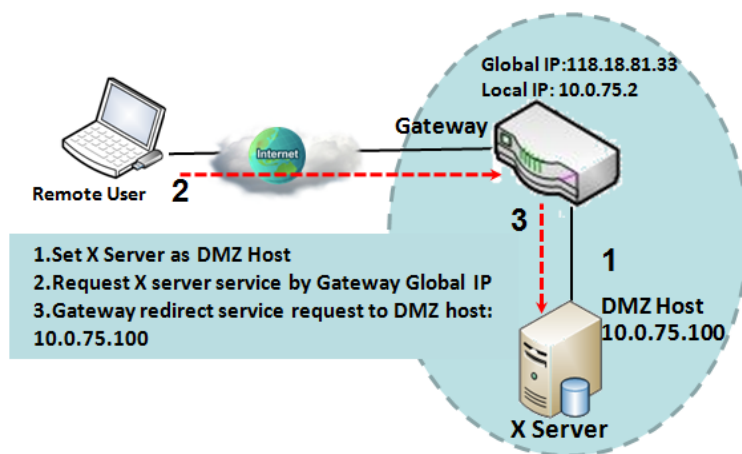 Global IP:118.18.81.33
Local IP: 10.0.75.2
Gateway
Internet
Remote User
2
3
1
1.Set X Server as DMZ Host
2.Request X server service by Gateway Global IP
3.Gateway redirect service request to DMZ host:
10.0.75.100
DMZ Host
10.0.75.100
X Server